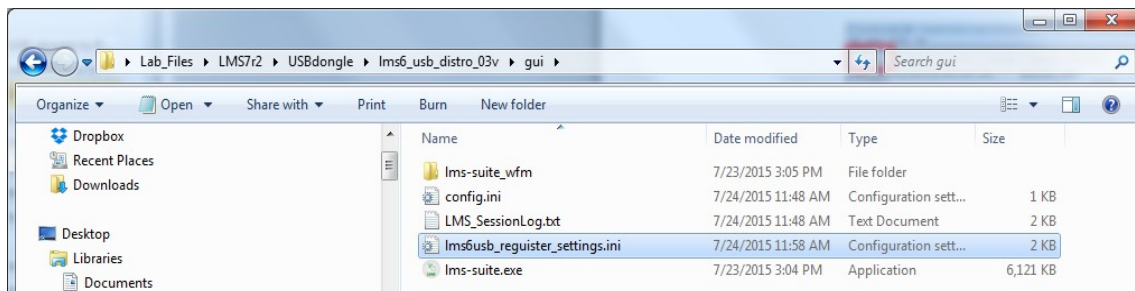 Lab_Files LMS7r2 USBdongle lms6_usb_distro_03v gui Search gui
Organize Open Share with Print Burn New folder
Dropbox
Recent Places
Downloads
Desktop
Libraries
Documents
Name Date modified Type Size
lms-suite_wfm 7/23/2015 3:05 PM File folder
config.ini 7/24/2015 11:48 AM Configuration sett... 1 KB
LMS_SessionLog.txt 7/24/2015 11:48 AM Text Document 2 KB
lms6usb_reguister_settings.ini 7/24/2015 11:58 AM Configuration sett... 2 KB
lms-suite.exe 7/23/2015 3:04 PM Application 6,121 KB